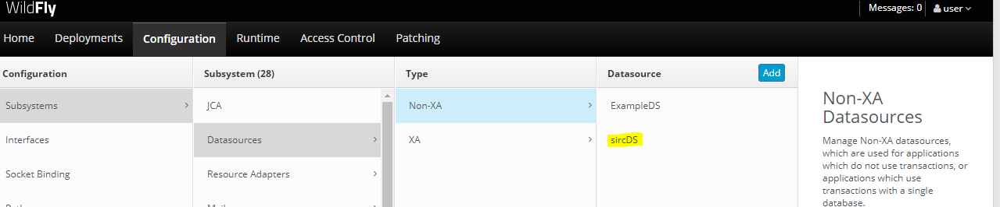 WildFly
Messages: 0 user
Home Deployments Configuration Runtime Access Control Patching
Configuration
Subsystems
Interfaces
Socket Binding
Subsystem (28)
JCA
Datasources
Resource Adapters
Type
Non-XA
XA
Datasource Add
ExampleDS
sircDS
Non-XA
Datasources
Manage Non-XA datasources,
which are used for applications
which do not use transactions, or
applications which use
transactions with a single
database.